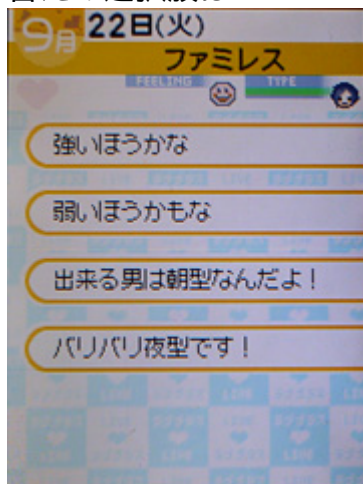 9月 22日(火)
ファミレス
FEELING TYPE
強いほうかな
弱いほうかもな
出来る男は朝型なんだよ!
バリバリ夜型です!